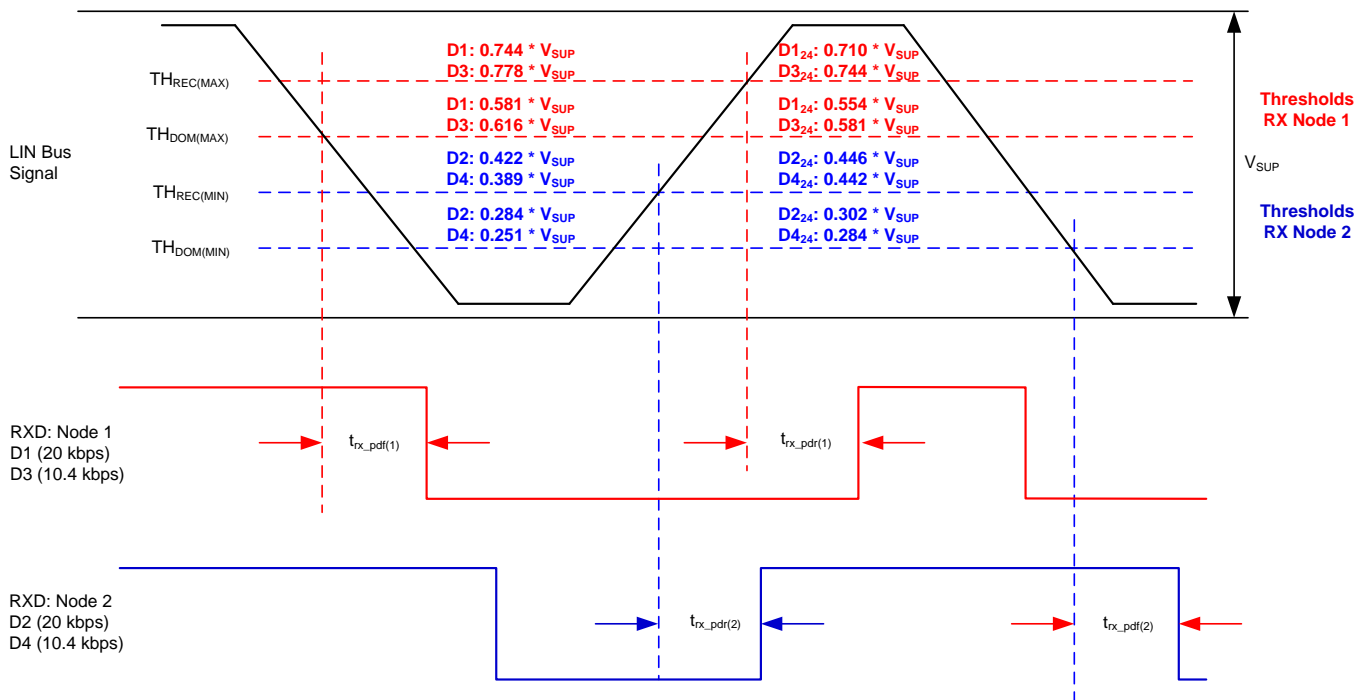 D1: 0.744 * VSUP
D3: 0.778 * VSUP
D124: 0.710 * VSUP
D324: 0.744 * VSUP
THREC(MAX)
D1: 0.581 * VSUP
D3: 0.616 * VSUP
D124: 0.554 * VSUP
D324: 0.581 * VSUP
Thresholds
RX Node 1
THDOM(MAX)
LIN Bus
Signal
D2: 0.422 * VSUP
D4: 0.389 * VSUP
D224: 0.446 * VSUP
D424: 0.442 * VSUP
VSUP
THREC(MIN)
D2: 0.284 * VSUP
D4: 0.251 * VSUP
D224: 0.302 * VSUP
D424: 0.284 * VSUP
Thresholds
RX Node 2
THDOM(MIN)
RXD: Node 1
D1 (20 kbps)
D3 (10.4 kbps)
trx_pdf(1)
trx_pdr(1)
RXD: Node 2
D2 (20 kbps)
D4 (10.4 kbps)
trx_pdr(2)
trx_pdf(2)